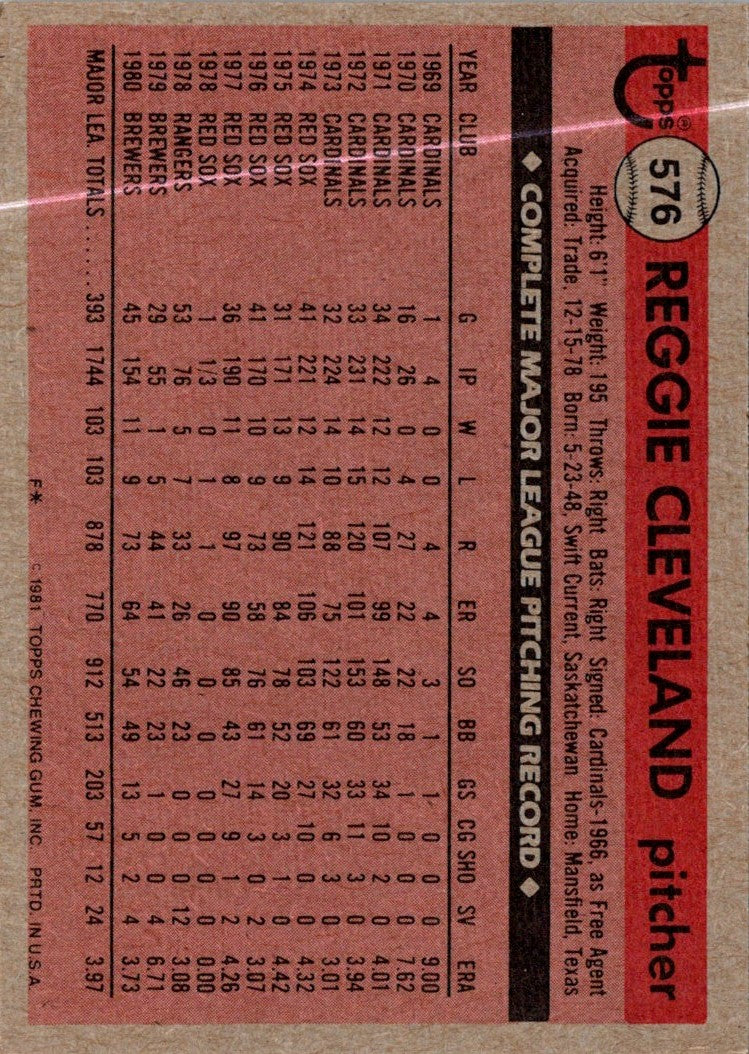 Topps® 576 REGGIE CLEVELAND pitcher
Height: 6'1" Weight: 195 Throws: Right Bats: Right Signed: Cardinals-1966, as Free Agent
Acquired: Trade, 12-15-78 Born: 5-23-48, Swift Current, Saskatchewan Home: Mansfield, Texas
◆ COMPLETE MAJOR LEAGUE PITCHING RECORD ◆
YEAR CLUB G IP W L R ER SO BB GS CG SHO SV ERA
1969 CARDINALS 1 4 0 0 4 4 3 1 1 0 0 0 9.00
1970 CARDINALS 16 26 0 4 27 22 22 18 1 0 0 0 7.62
1971 CARDINALS 34 222 12 12 107 99 148 53 34 10 2 0 4.01
1972 CARDINALS 33 231 14 15 120 101 153 60 33 11 3 0 3.94
1973 CARDINALS 32 224 14 10 88 75 122 61 32 6 3 0 3.01
1974 RED SOX 41 221 12 14 121 106 103 69 27 10 0 0 4.32
1975 RED SOX 31 171 13 9 90 84 78 52 20 3 1 0 4.42
1976 RED SOX 41 170 10 9 73 58 76 61 14 3 0 2 3.07
1977 RED SOX 36 190 11 8 97 90 85 43 27 9 1 2 4.26
1978 RED SOX 1 1/3 0 1 1 0 0 0 0 0 0 0 0.00
1978 RANGERS 53 76 5 7 33 26 46 23 0 0 0 12 3.08
1979 BREWERS 29 55 1 5 44 41 22 23 1 0 0 4 6.71
1980 BREWERS 45 154 11 9 73 64 54 49 13 5 2 4 3.73
MAJOR LEA. TOTALS ...... 393 1744 103 103 878 770 912 513 203 57 12 24 3.97
F* © 1981 TOPPS CHEWING GUM, INC. PRTD. IN U.S.A.